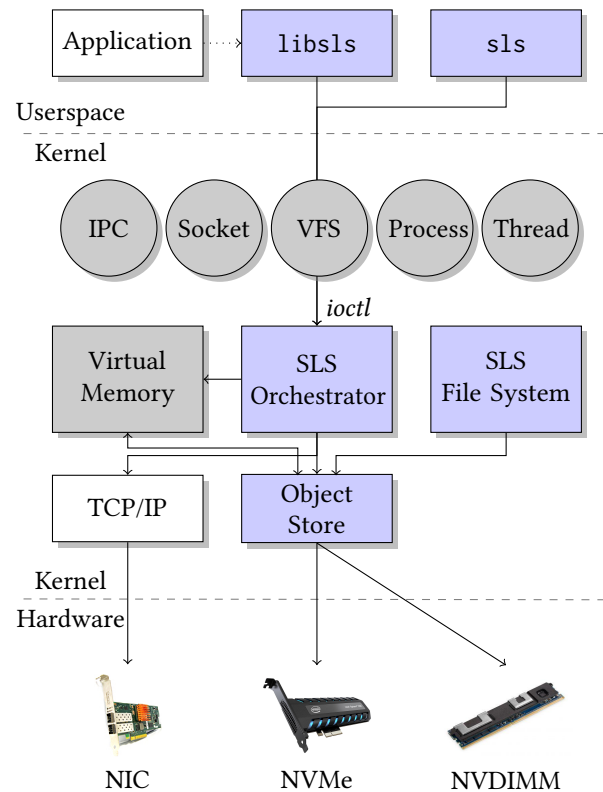 Application
libsls
sls
Userspace
Kernel
IPC
Socket
VFS
Process
Thread
ioctl
Virtual
Memory
SLS
Orchestrator
SLS
File System
TCP/IP
Object
Store
Kernel
Hardware
NIC
NVMe
NVDIMM